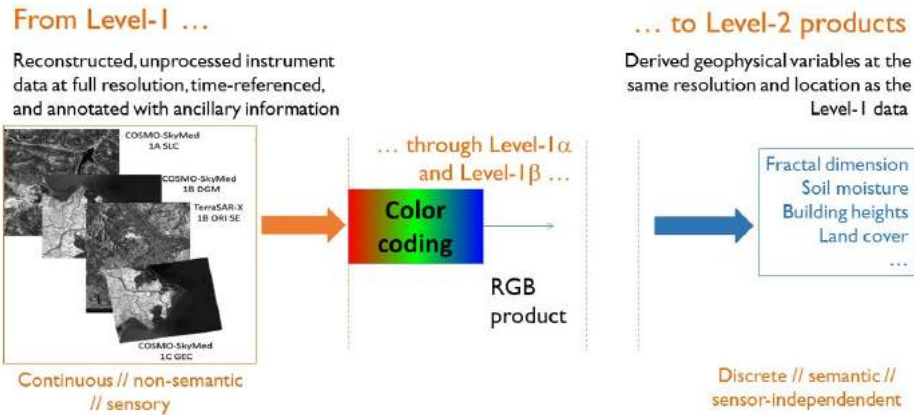 From Level-1 ...
Reconstructed, unprocessed instrument
data at full resolution, time-referenced,
and annotated with ancillary information
COSMO-SkyMed
1A SLC
COSMO-SkyMed
1B DGM
TerraSAR-X
1B ORI SE
COSMO-SkyMed
1C GEC
Continuous // non-semantic
// sensory
... through Level-1α
and Level-1β ...
Color
coding
RGB
product
... to Level-2 products
Derived geophysical variables at the
same resolution and location as the
Level-1 data
Fractal dimension
Soil moisture
Building heights
Land cover
...
Discrete // semantic //
sensor-independent